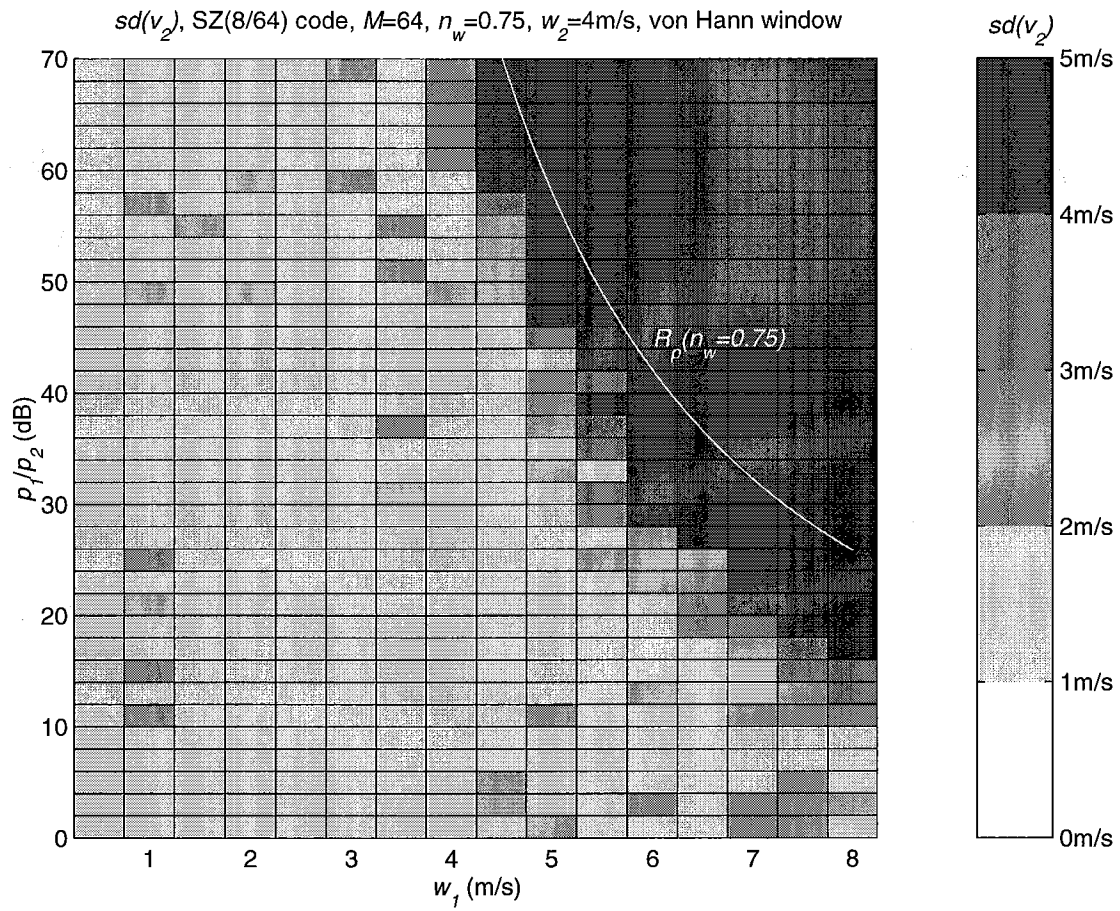 sd(v2), SZ(8/64) code, M=64, nw=0.75, w2=4m/s, von Hann window
sd(v2)
70
60
50
40
30
20
10
0
p1/p2 (dB)
Rp(nw=0.75)
1 2 3 4 5 6 7 8
w1 (m/s)
5m/s
4m/s
3m/s
2m/s
1m/s
0m/s